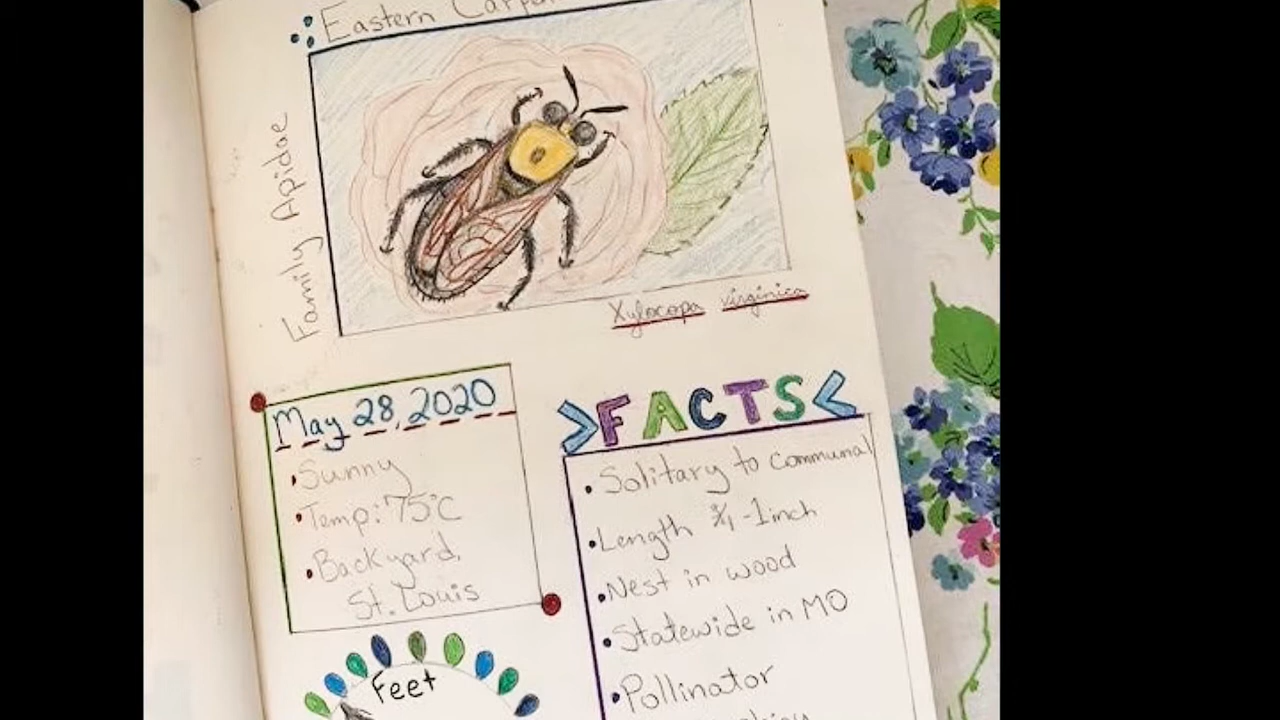 Eastern
Family: Apidae
Xylocopa virginica
May 28, 2020
• Sunny
• Temp: 75°C
• Backyard,
St. Louis
Feet
>FACTS<
• Solitary to communal
• Length ¾-1inch
• Nest in wood
• Statewide in MO
• Pollinator